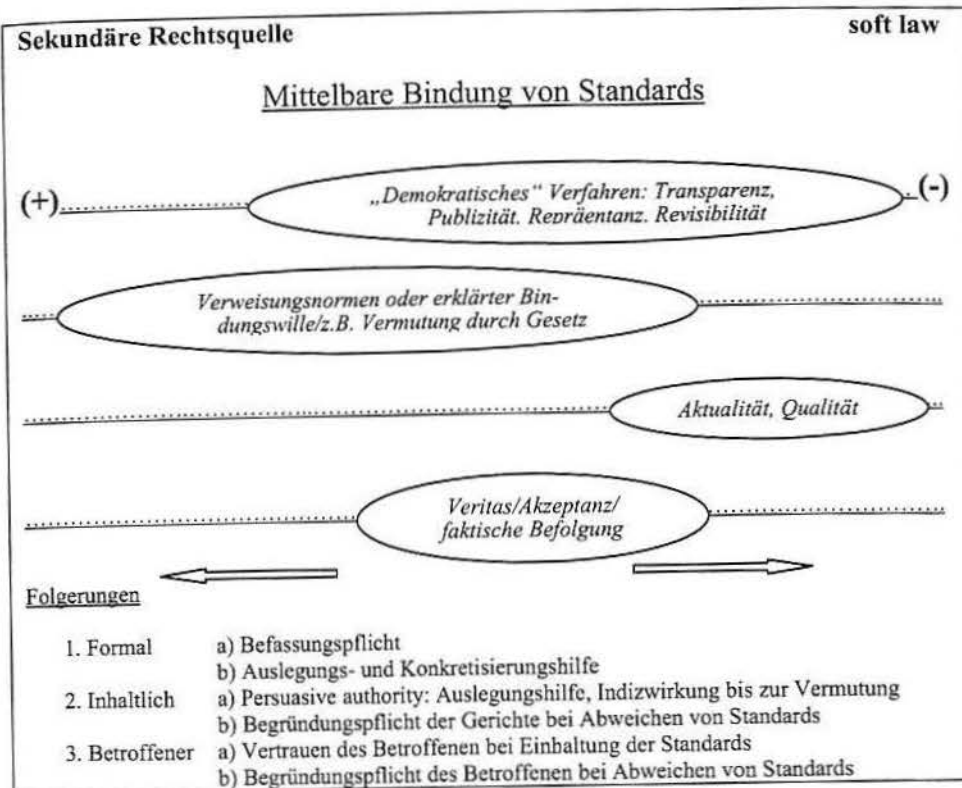 Sekundäre Rechtsquelle soft law
Mittelbare Bindung von Standards
(+) (-)
„Demokratisches" Verfahren: Transparenz,
Publizität, Repräentanz, Revisibilität
Verweisungsnormen oder erklärter Bin-
dungswille/z.B. Vermutung durch Gesetz
Aktualität, Qualität
Veritas/Akzeptanz/
faktische Befolgung
Folgerungen
1. Formal a) Befassungspflicht
b) Auslegungs- und Konkretisierungshilfe
2. Inhaltlich a) Persuasive authority: Auslegungshilfe, Indizwirkung bis zur Vermutung
b) Begründungspflicht der Gerichte bei Abweichen von Standards
3. Betroffener a) Vertrauen des Betroffenen bei Einhaltung der Standards
b) Begründungspflicht des Betroffenen bei Abweichen von Standards